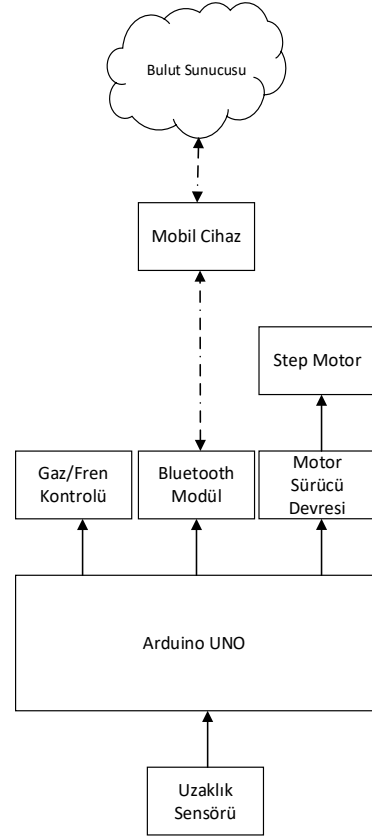 Bulut Sunucusu
Mobil Cihaz
Step Motor
Gaz/Fren
Kontrolü
Bluetooth
Modül
Motor
Sürücü
Devresi
Arduino UNO
Uzaklık
Sensörü